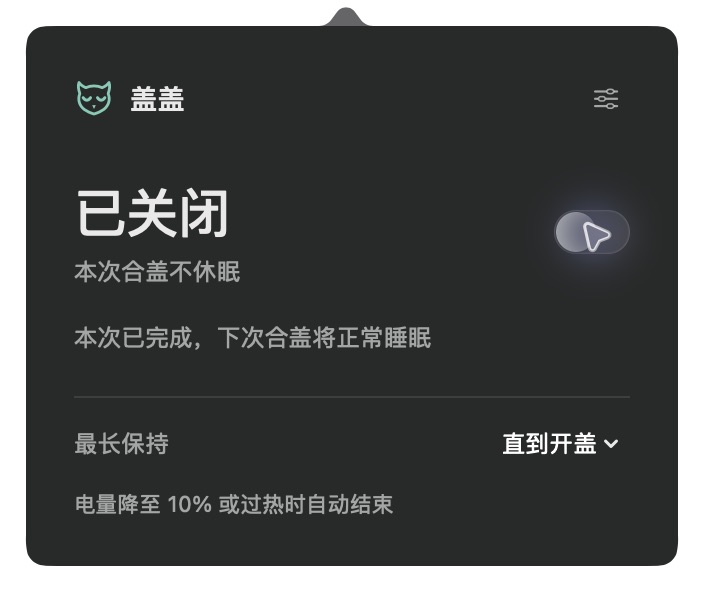 盖盖
已关闭
本次合盖不休眠
本次已完成，下次合盖将正常睡眠
最长保持
直到开盖
电量降至 10% 或过热时自动结束